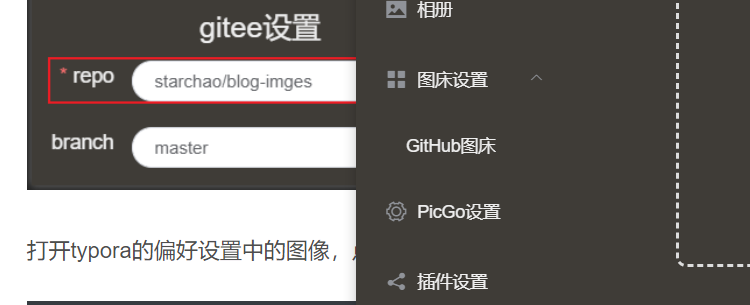 gitee设置
* repo
starchao/blog-imges
branch
master
打开typora的偏好设置中的图像，
相册
图床设置
GitHub图床
PicGo设置
插件设置